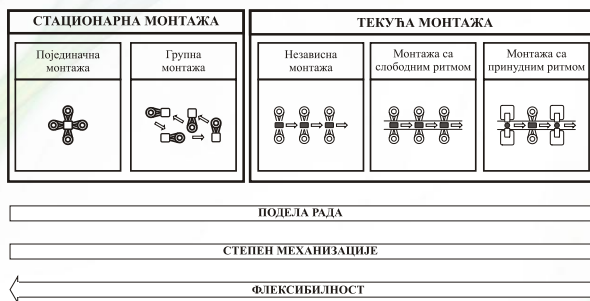 СТАЦИОНАРНА МОНТАЖА
ТЕКУЋА МОНТАЖА
Појединачна
монтажа
Групна
монтажа
Независна
монтажа
Монтажа са
слободним ритмом
Монтажа са
принудним ритмом
ПОДЕЛА РАДА
СТЕПЕН МЕХАНИЗАЦИЈЕ
ФЛЕКСИБИЛНОСТ